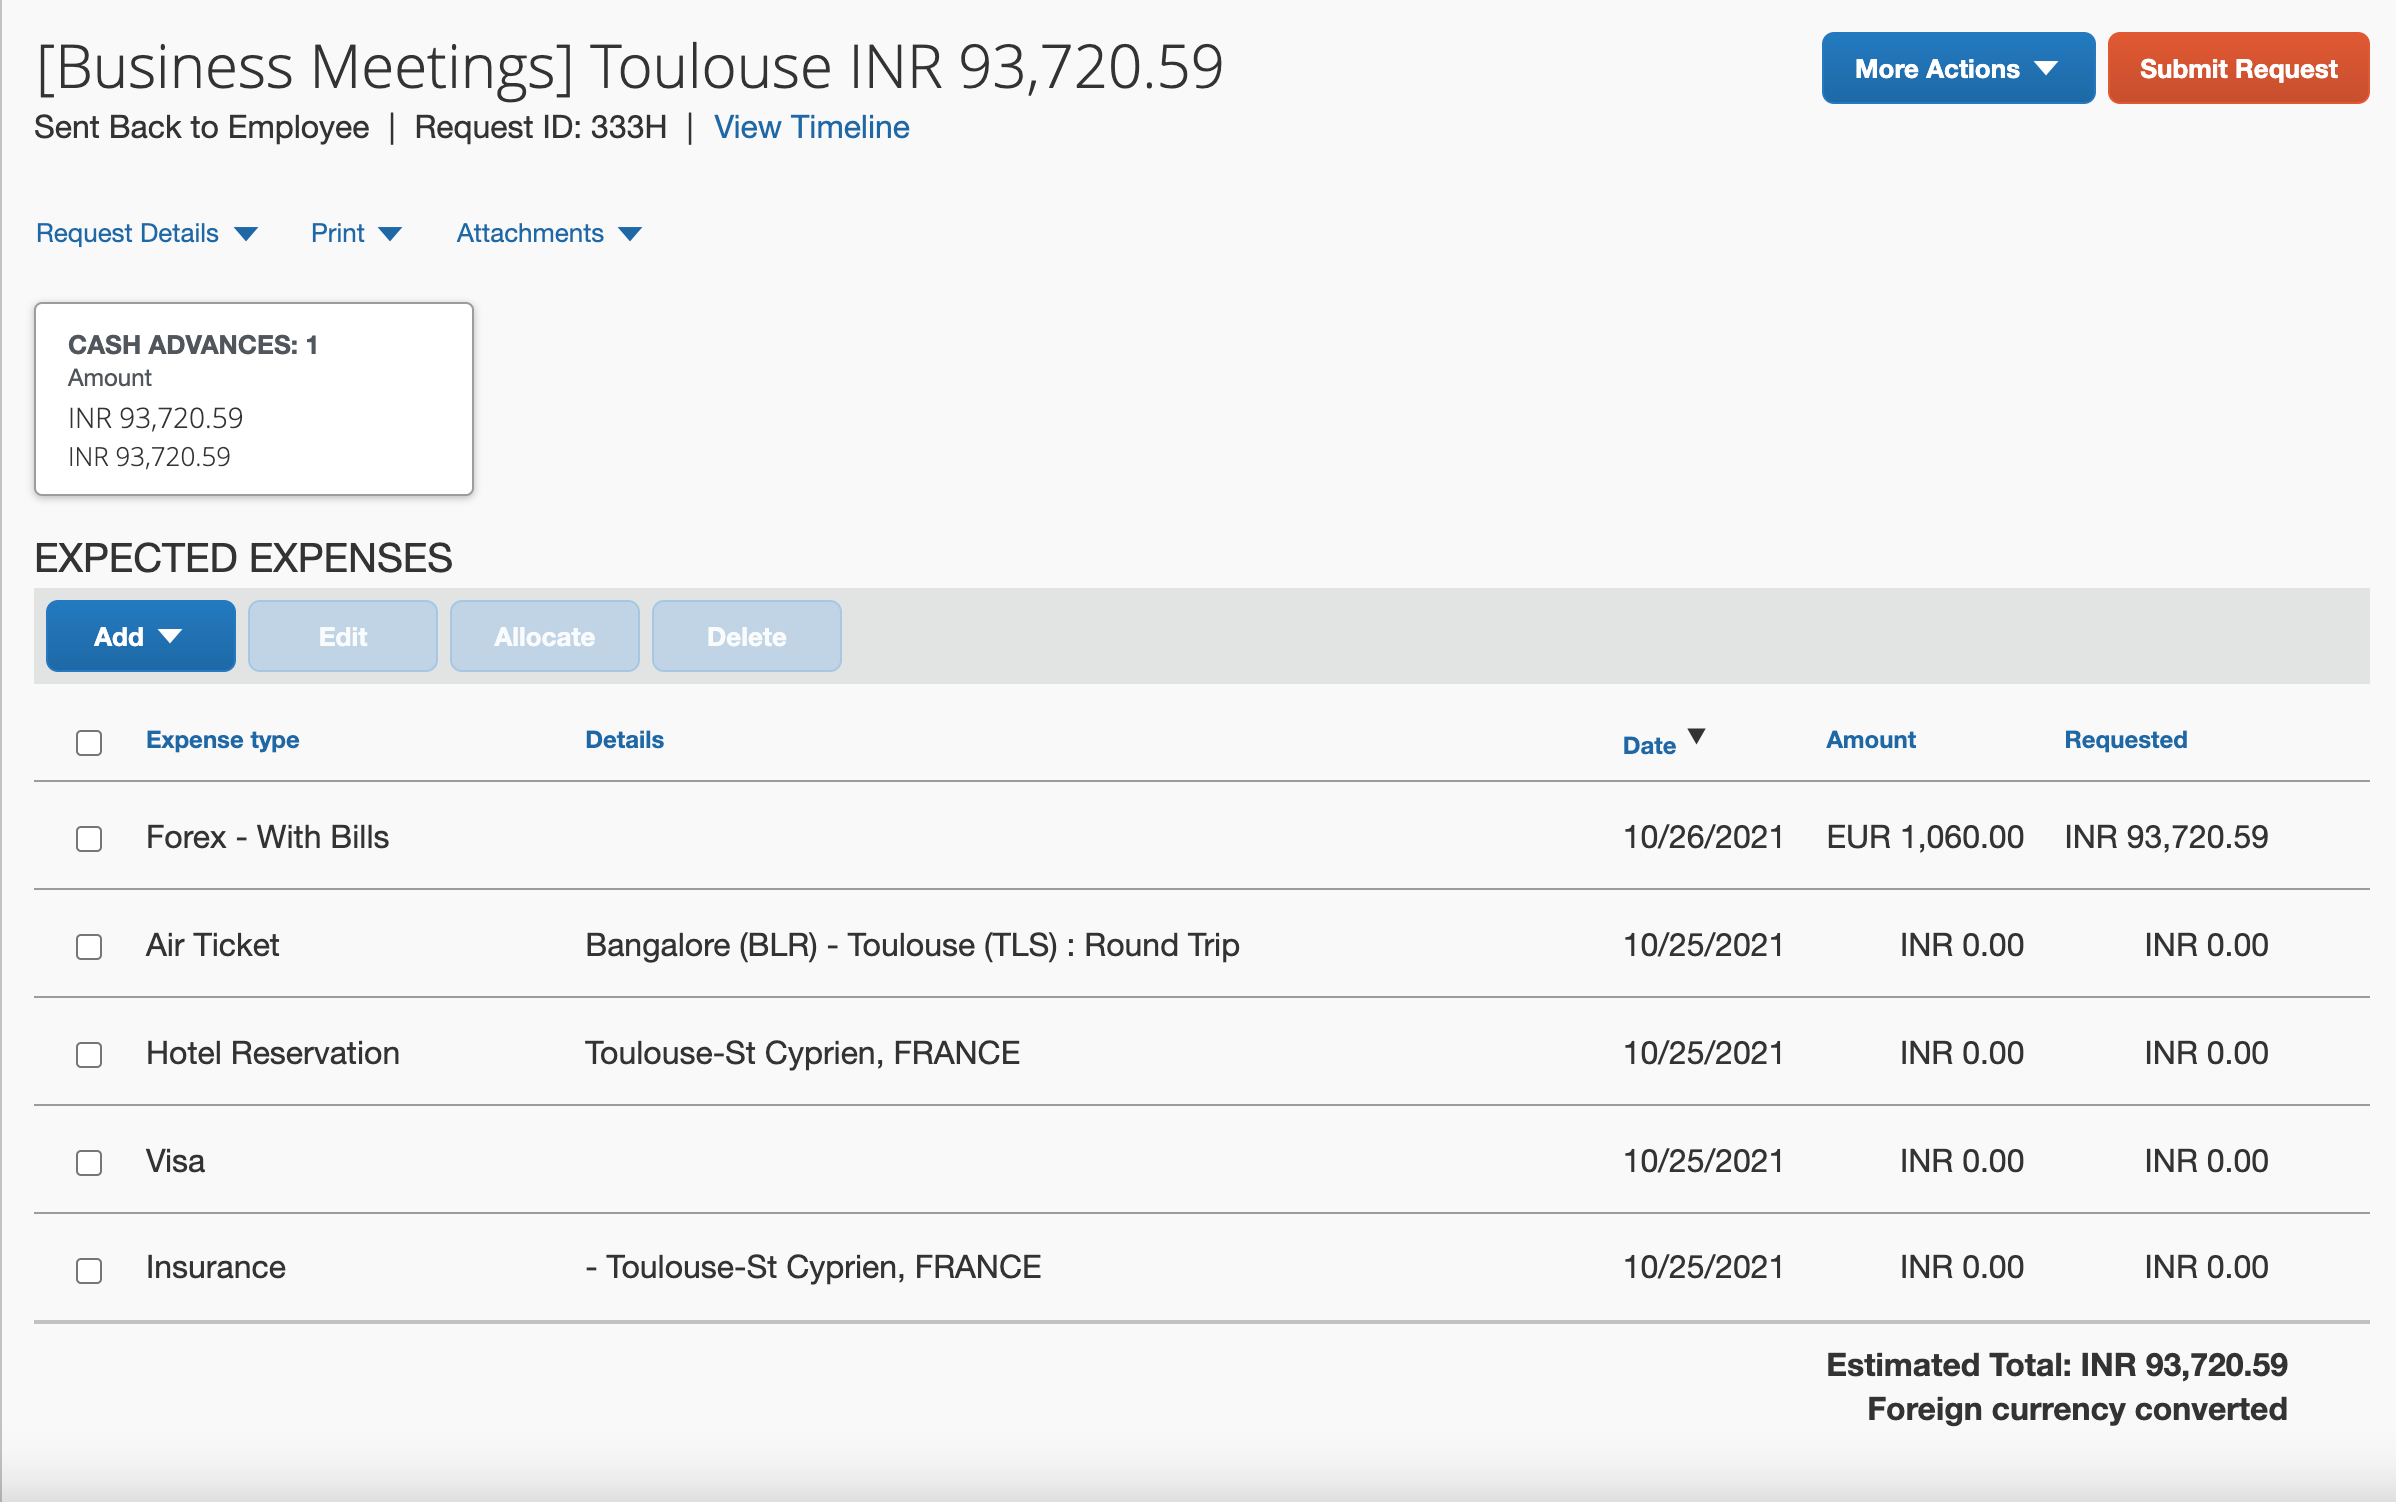 [Business Meetings] Toulouse INR 93,720.59
More Actions
Submit Request
Sent Back to Employee | Request ID: 333H | View Timeline
Request Details
Print
Attachments
CASH ADVANCES: 1
Amount
INR 93,720.59
INR 93,720.59
EXPECTED EXPENSES
Add
Edit
Allocate
Delete
Expense type Details Date Amount Requested
Forex - With Bills 10/26/2021 EUR 1,060.00 INR 93,720.59
Air Ticket Bangalore (BLR) - Toulouse (TLS) : Round Trip 10/25/2021 INR 0.00 INR 0.00
Hotel Reservation Toulouse-St Cyprien, FRANCE 10/25/2021 INR 0.00 INR 0.00
Visa 10/25/2021 INR 0.00 INR 0.00
Insurance - Toulouse-St Cyprien, FRANCE 10/25/2021 INR 0.00 INR 0.00
Estimated Total: INR 93,720.59
Foreign currency converted